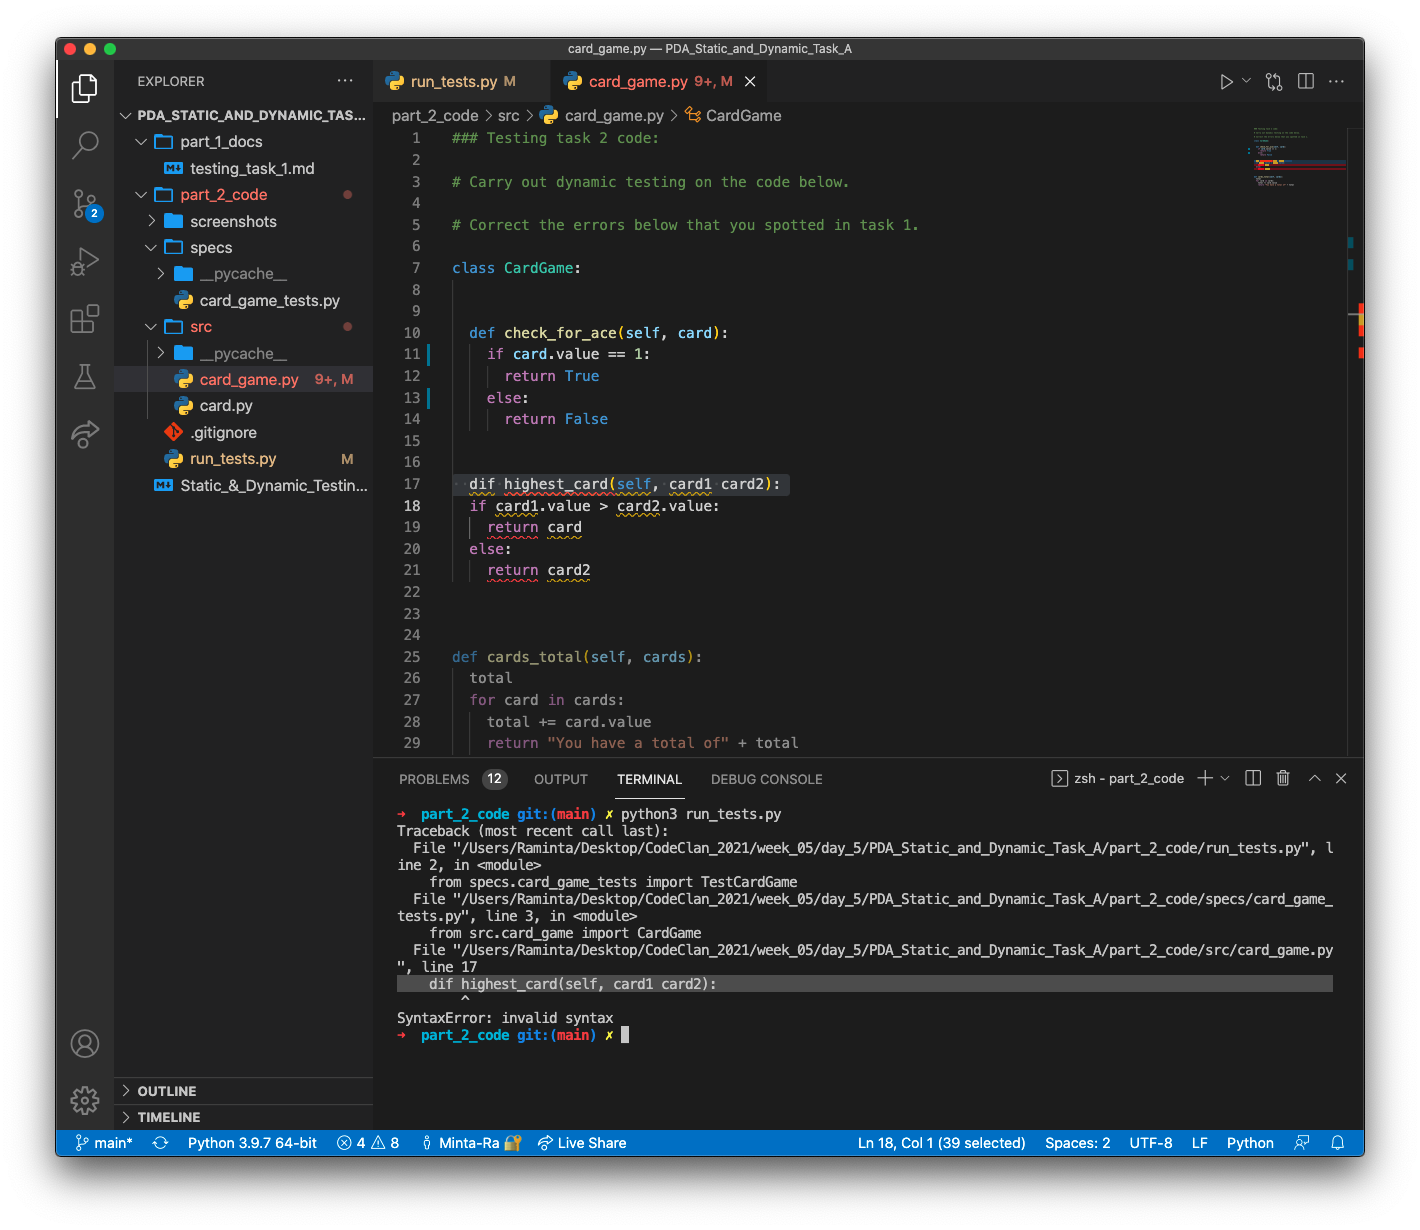 card_game.py — PDA_Static_and_Dynamic_Task_A
EXPLORER
PDA_STATIC_AND_DYNAMIC_TAS...
part_1_docs
testing_task_1.md
part_2_code
screenshots
specs
__pycache__
card_game_tests.py
src
__pycache__
card_game.py 9+, M
card.py
.gitignore
run_tests.py M
Static_&_Dynamic_Testin...
OUTLINE
TIMELINE
2
run_tests.py M
card_game.py 9+, M
part_2_code > src > card_game.py > CardGame
1 ### Testing task 2 code:
2
3 # Carry out dynamic testing on the code below.
4
5 # Correct the errors below that you spotted in task 1.
6
7 class CardGame:
8
9
10 def check_for_ace(self, card):
11 if card.value == 1:
12 return True
13 else:
14 return False
15
16
17 dif highest_card(self, card1 card2):
18 if card1.value > card2.value:
19 return card
20 else:
21 return card2
22
23
24
25 def cards_total(self, cards):
26 total
27 for card in cards:
28 total += card.value
29 return "You have a total of" + total
PROBLEMS 12 OUTPUT TERMINAL DEBUG CONSOLE
zsh - part_2_code
→ part_2_code git:(main) ✗ python3 run_tests.py
Traceback (most recent call last):
File "/Users/Raminta/Desktop/CodeClan_2021/week_05/day_5/PDA_Static_and_Dynamic_Task_A/part_2_code/run_tests.py", l
ine 2, in <module>
from specs.card_game_tests import TestCardGame
File "/Users/Raminta/Desktop/CodeClan_2021/week_05/day_5/PDA_Static_and_Dynamic_Task_A/part_2_code/specs/card_game_
tests.py", line 3, in <module>
from src.card_game import CardGame
File "/Users/Raminta/Desktop/CodeClan_2021/week_05/day_5/PDA_Static_and_Dynamic_Task_A/part_2_code/src/card_game.py
", line 17
dif highest_card(self, card1 card2):
^
SyntaxError: invalid syntax
→ part_2_code git:(main) ✗
main* Python 3.9.7 64-bit 4 8 Minta-Ra Live Share Ln 18, Col 1 (39 selected) Spaces: 2 UTF-8 LF Python